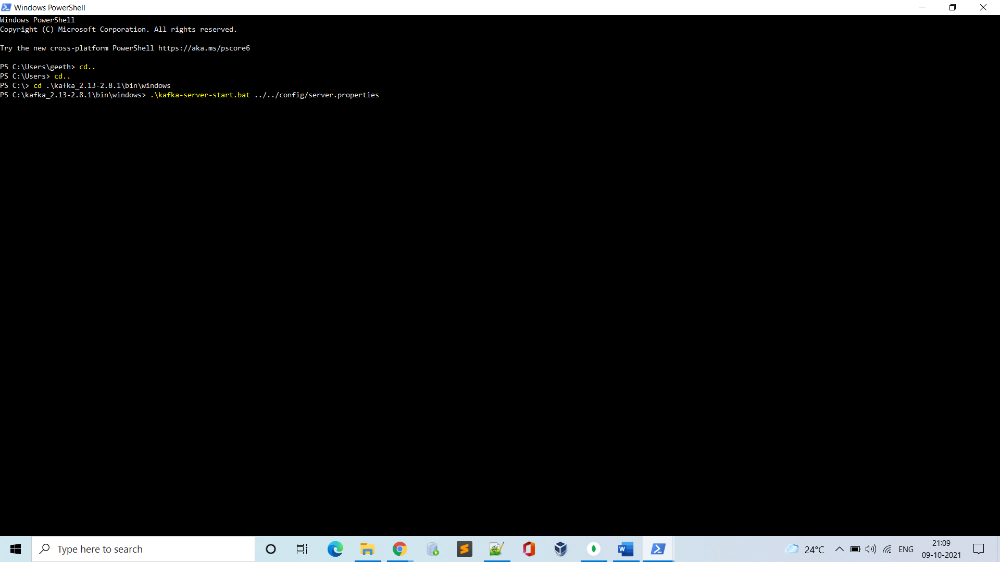 Windows PowerShell
Windows PowerShell
Copyright (C) Microsoft Corporation. All rights reserved.
Try the new cross-platform PowerShell https://aka.ms/pscore6
PS C:\Users\geeth> cd..
PS C:\Users> cd..
PS C:\> cd .\kafka_2.13-2.8.1\bin\windows
PS C:\kafka_2.13-2.8.1\bin\windows> .\kafka-server-start.bat ../../config/server.properties
Type here to search
W
24°C
ENG
21:09
09-10-2021